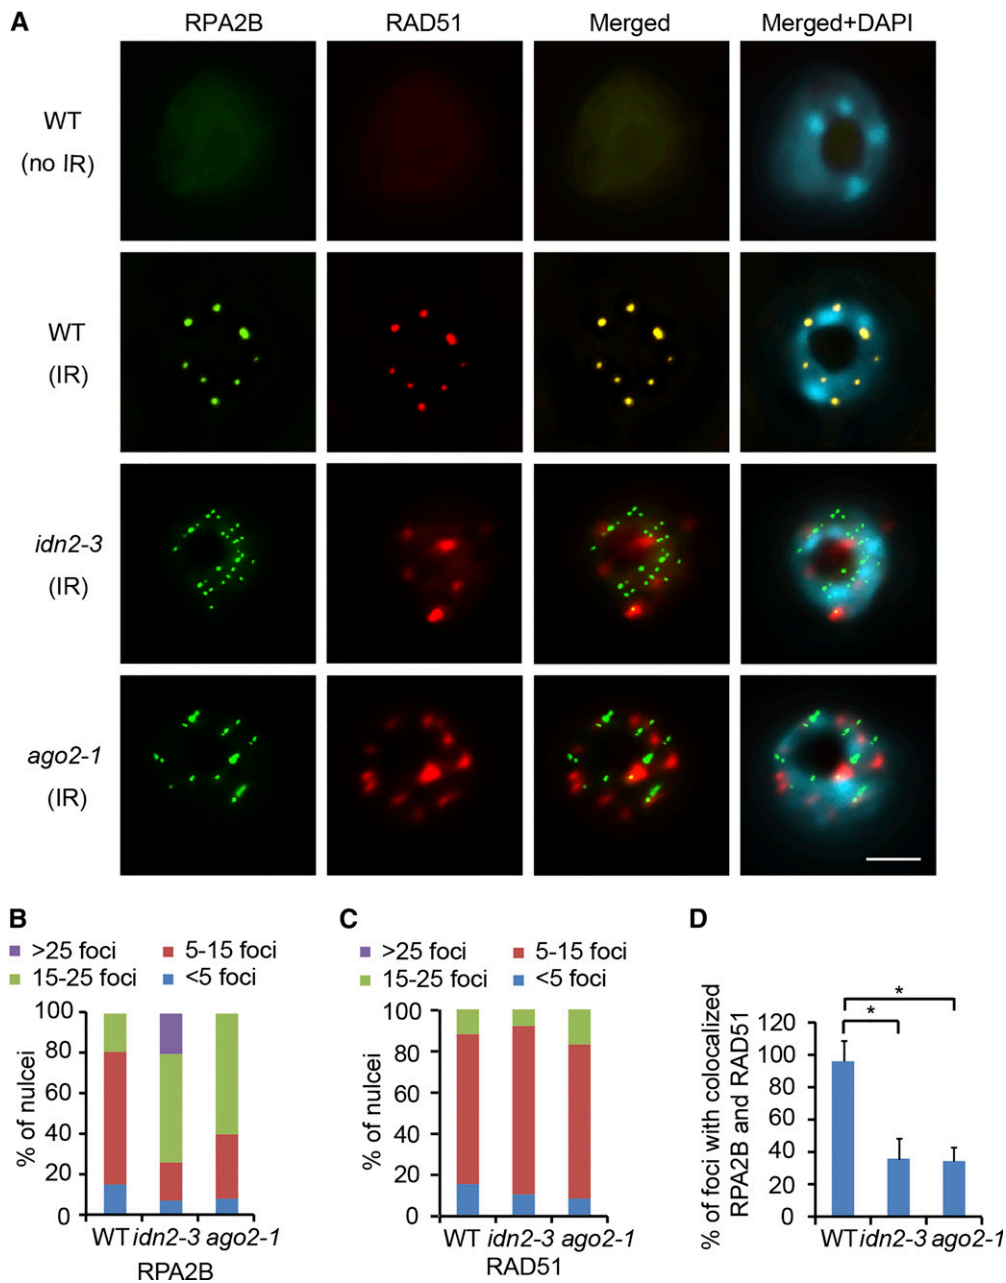 A
RPA2B RAD51 Merged Merged+DAPI
WT
(no IR)
WT
(IR)
idn2-3
(IR)
ago2-1
(IR)
B
>25 foci 5-15 foci
15-25 foci <5 foci
% of nulcei
100
80
60
40
20
0
WT idn2-3 ago2-1
RPA2B
C
>25 foci 5-15 foci
15-25 foci <5 foci
% of nulcei
100
80
60
40
20
0
WT idn2-3 ago2-1
RAD51
D
% of foci with colocalized
RPA2B and RAD51
* 
*
120
100
80
60
40
20
0
WT idn2-3 ago2-1